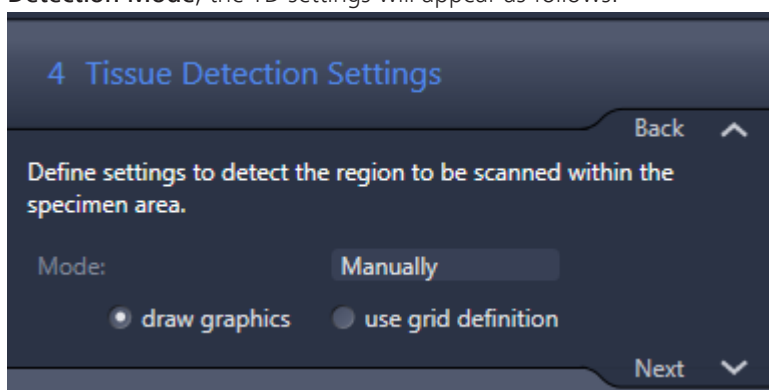 Detection Mode, the TD settings will appear as follows:
4 Tissue Detection Settings
Back
Define settings to detect the region to be scanned within the
specimen area.
Mode: Manually
draw graphics use grid definition
Next